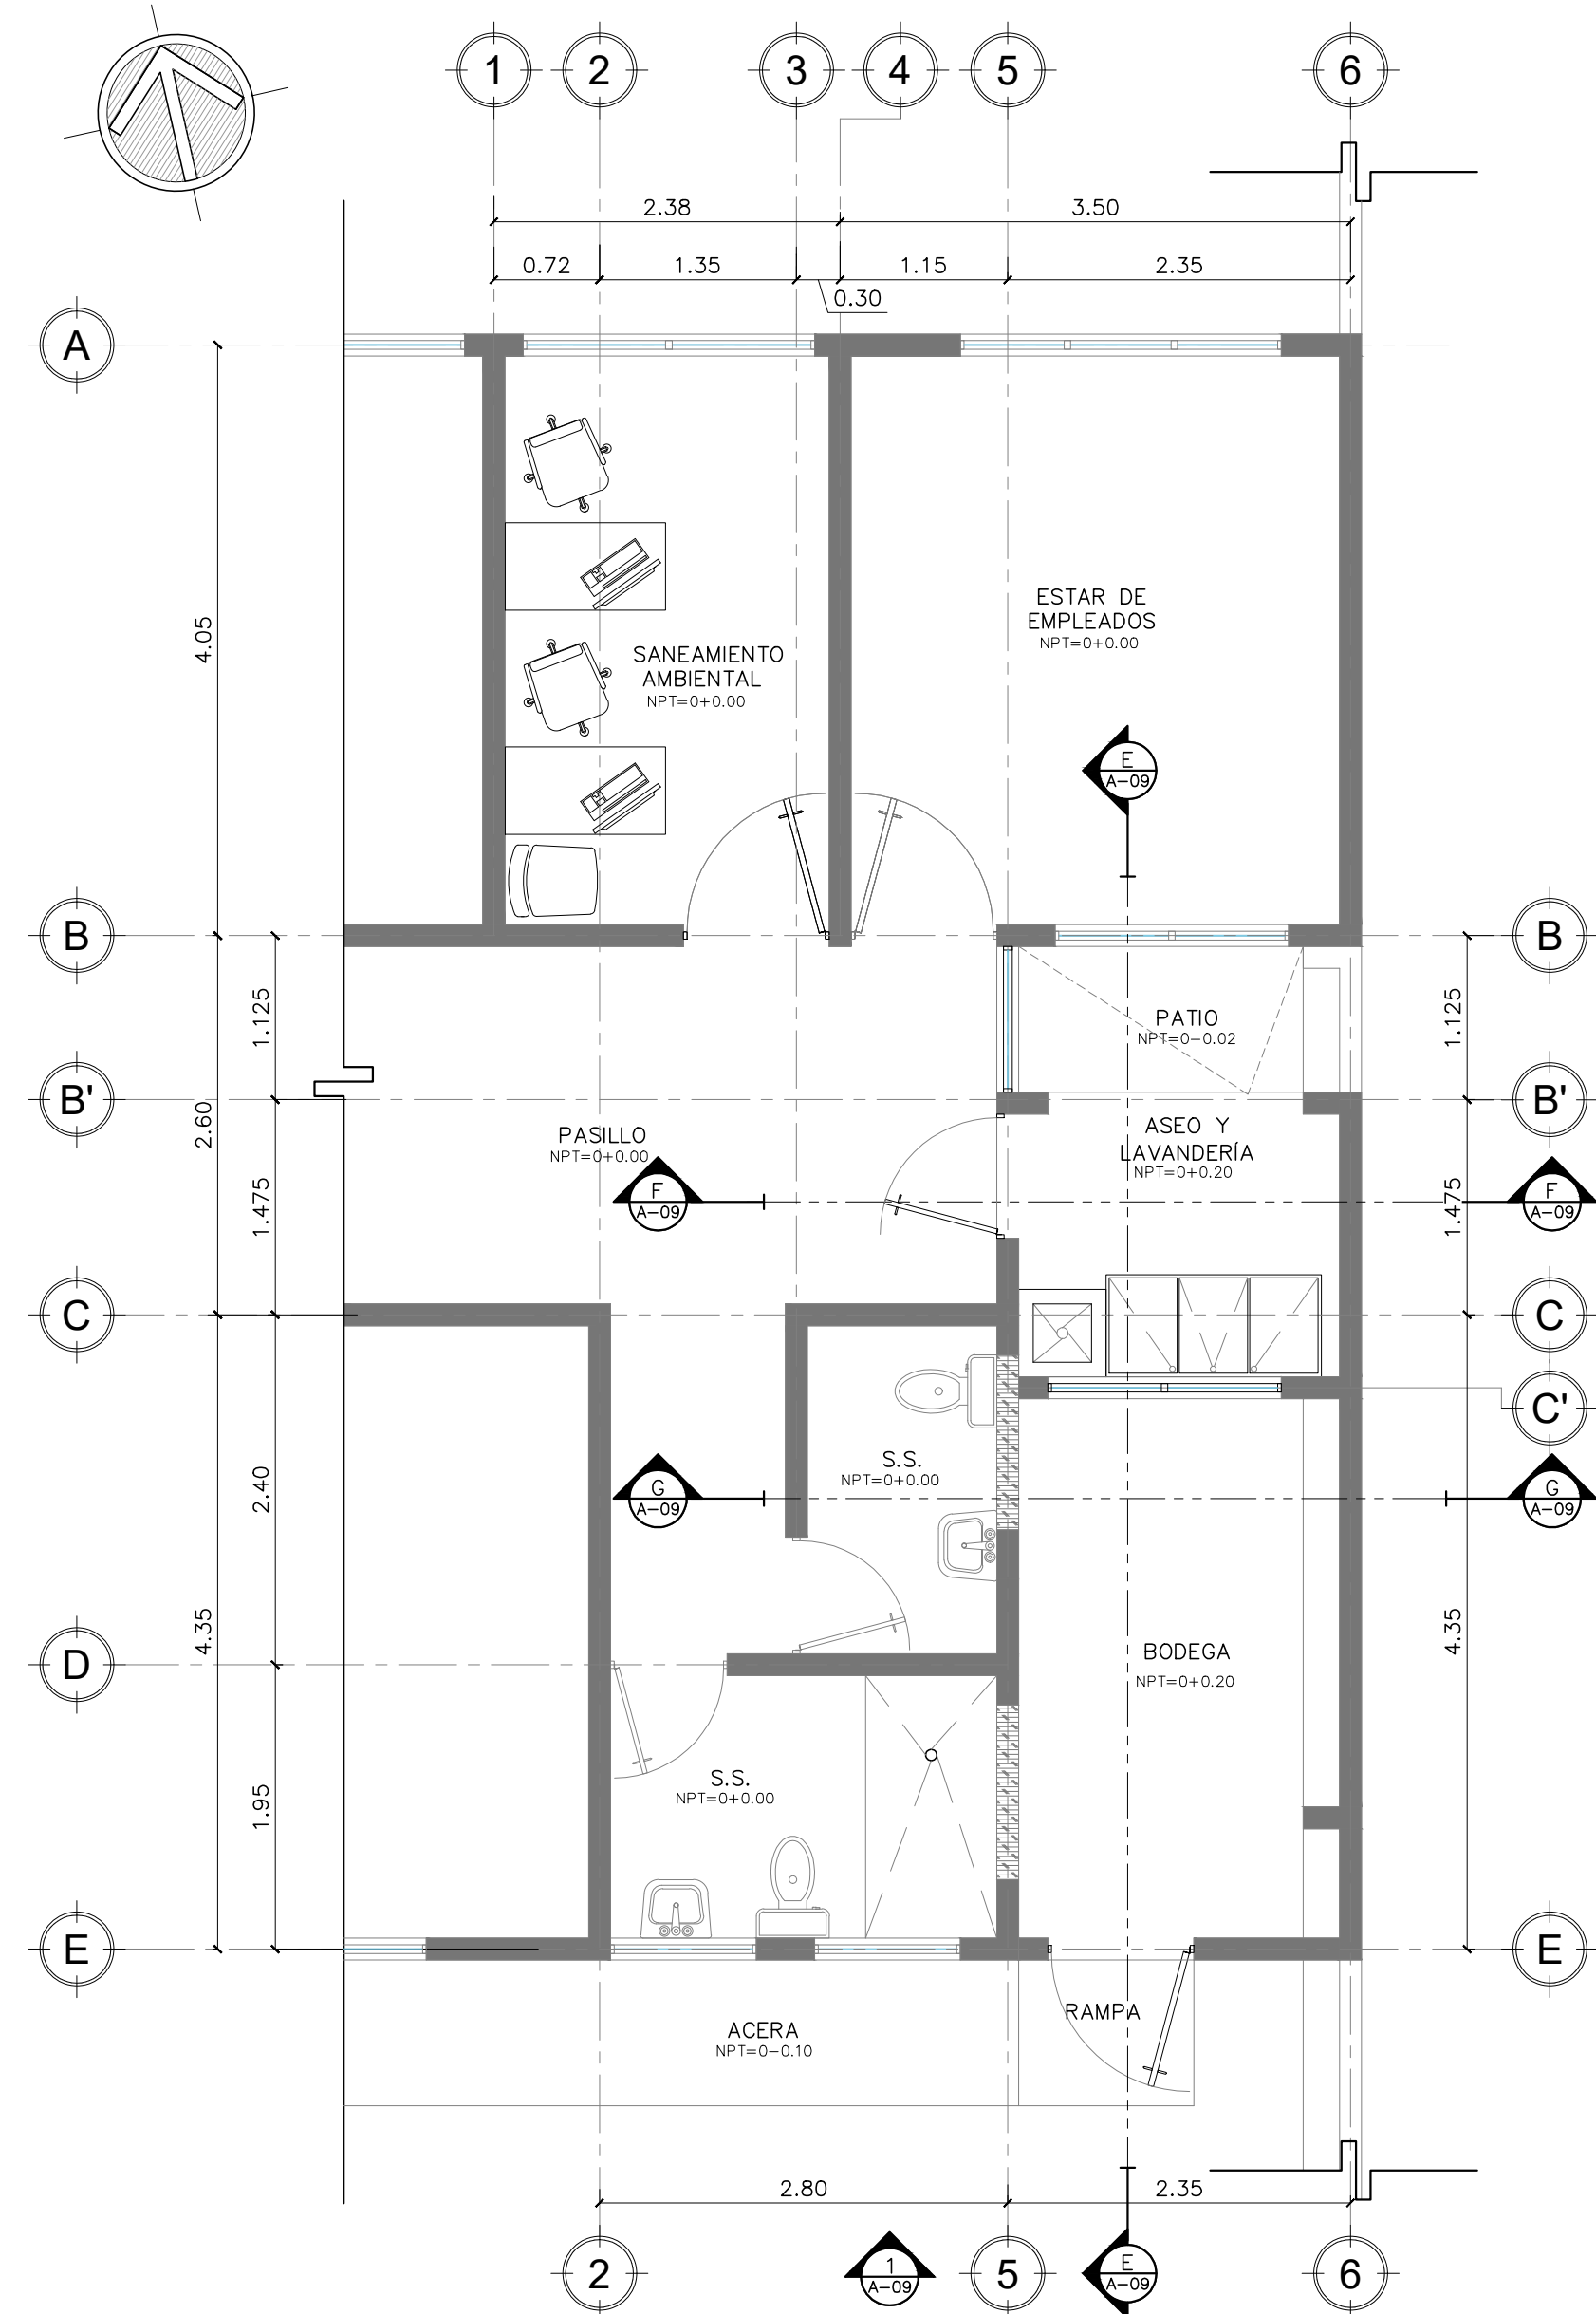 1 2 3 4 5 6
2.38 3.50
0.72 1.35 1.15 2.35
0.30
A
4.05
ESTAR DE
EMPLEADOS
NPT=0+0.00
SANEAMIENTO
AMBIENTAL
NPT=0+0.00
E
A-09
B B
1.125 1.125
PATIO
NPT=0-0.02
B' B'
2.60
PASILLO
NPT=0+0.00
ASEO Y
LAVANDERÍA
NPT=0+0.20
1.475 1.475
F F
A-09 A-09
C C
C'
2.40
S.S.
NPT=0+0.00
G G
A-09 A-09
4.35 4.35
D
BODEGA
NPT=0+0.20
1.95
S.S.
NPT=0+0.00
E E
RAMPA
ACERA
NPT=0-0.10
2.80 2.35
2 1 5 E 6
A-09 A-09